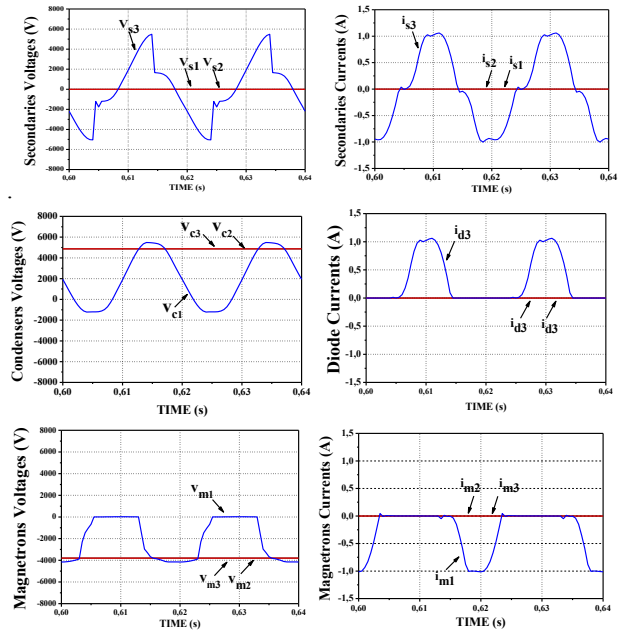 Secondaries Voltages (V)
8000
6000
4000
2000
0
-2000
-4000
-6000
-8000
Vs3
Vs1
Vs2
0,60
0,61
0,62
0,63
0,64
TIME (s)
Secondaries Currents (A)
1,5
1,0
0,5
0,0
-0,5
-1,0
-1,5
is3
is2
is1
0,60
0,61
0,62
0,63
0,64
TIME (s)
Condensers Voltages (V)
8000
6000
4000
2000
0
-2000
-4000
-6000
-8000
Vc3
Vc2
Vc1
0,60
0,61
0,62
0,63
0,64
TIME (s)
Diode Currents (A)
1,5
1,0
0,5
0,0
-0,5
-1,0
-1,5
id3
id3
id3
0,60
0,61
0,62
0,63
0,64
TIME (s)
Magnetrons Voltages (V)
8000
6000
4000
2000
0
-2000
-4000
-6000
-8000
vm1
vm3
vm2
0,60
0,61
0,62
0,63
0,64
TIME (s)
Magnetrons Currents (A)
1,5
1,0
0,5
0,0
-0,5
-1,0
-1,5
im2
im3
im1
0,60
0,61
0,62
0,63
0,64
TIME (s)